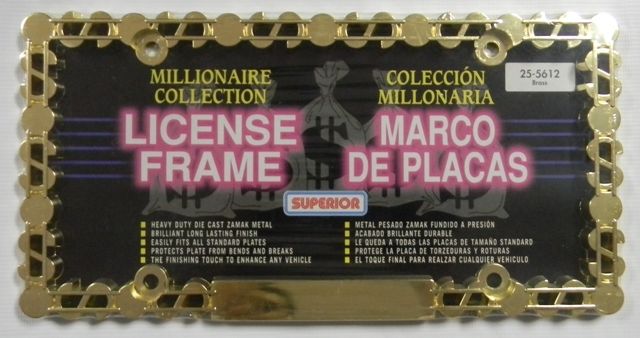 MILLIONAIRE
COLLECTION
LICENSE
FRAME
COLECCIÓN
MILLONARIA
MARCO
DE PLACAS
25-5612
Brass
SUPERIOR
HEAVY DUTY DIE CAST ZAMAK METAL
BRILLIANT LONG LASTING FINISH
EASILY FITS ALL STANDARD PLATES
PROTECTS PLATE FROM BENDS AND BREAKS
THE FINISHING TOUCH TO ENHANCE ANY VEHICLE
METAL PESADO ZAMAK FUNDIDO A PRESIÓN
ACABADO BRILLANTE DURABLE
LE QUEDA A TODAS LAS PLACAS DE TAMAÑO STANDARD
PROTEGE LA PLACA DE TORZEDURAS Y ROTURAS
EL TOQUE FINAL PARA REALZAR CUALQUIER VEHICULO